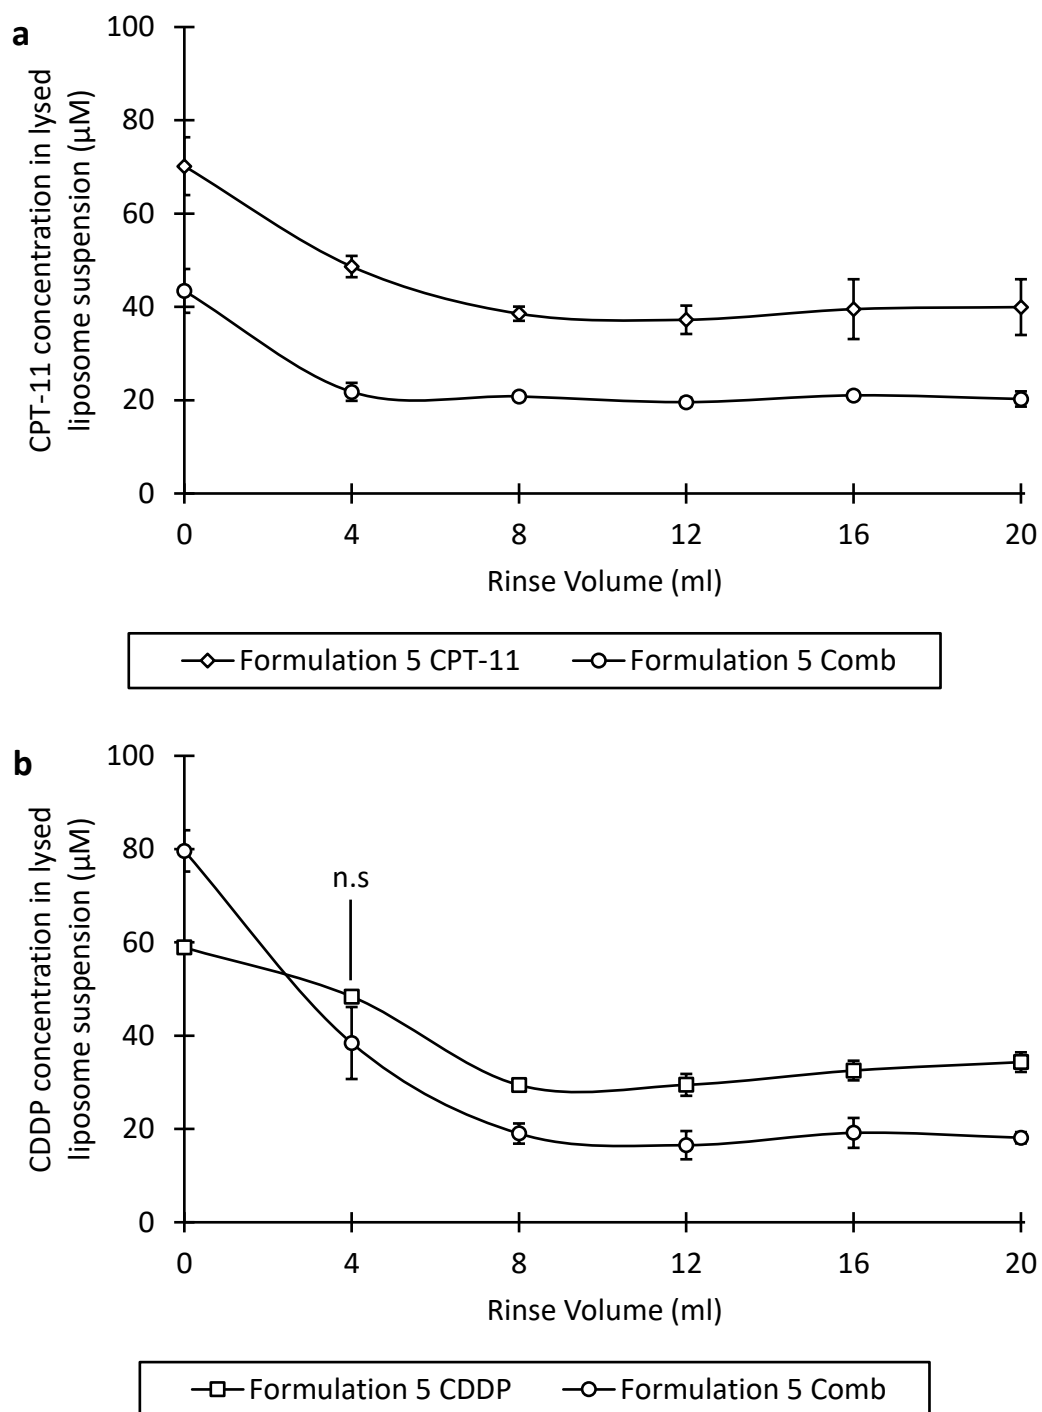 a
CPT-11 concentration in lysed
liposome suspension (µM)
100
80
60
40
20
0
0 4 8 12 16 20
Rinse Volume (ml)
Formulation 5 CPT-11 Formulation 5 Comb
b
CDDP concentration in lysed
liposome suspension (µM)
100
80
60
40
20
0
n.s
0 4 8 12 16 20
Rinse Volume (ml)
Formulation 5 CDDP Formulation 5 Comb